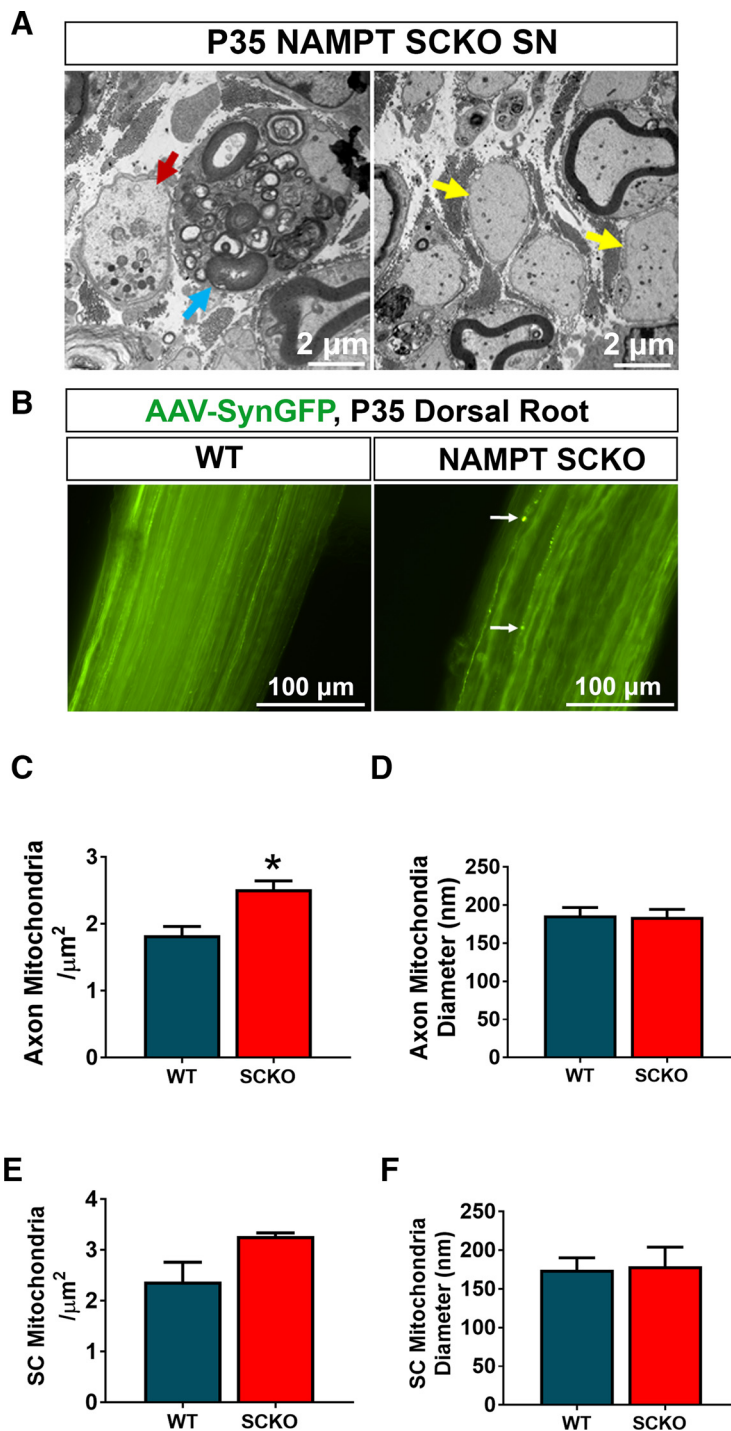 A
P35 NAMPT SCKO SN
2 µm
2 µm
B
AAV-SynGFP, P35 Dorsal Root
WT
NAMPT SCKO
100 µm
100 µm
C
Axon Mitochondria
/µm²
3
2
1
0
*
WT
SCKO
D
Axon Mitochondia
Diameter (nm)
250
200
150
100
50
0
WT
SCKO
E
SC Mitochondria
/µm²
4
3
2
1
0
WT
SCKO
F
SC Mitochondria
Diameter (nm)
250
200
150
100
50
0
WT
SCKO